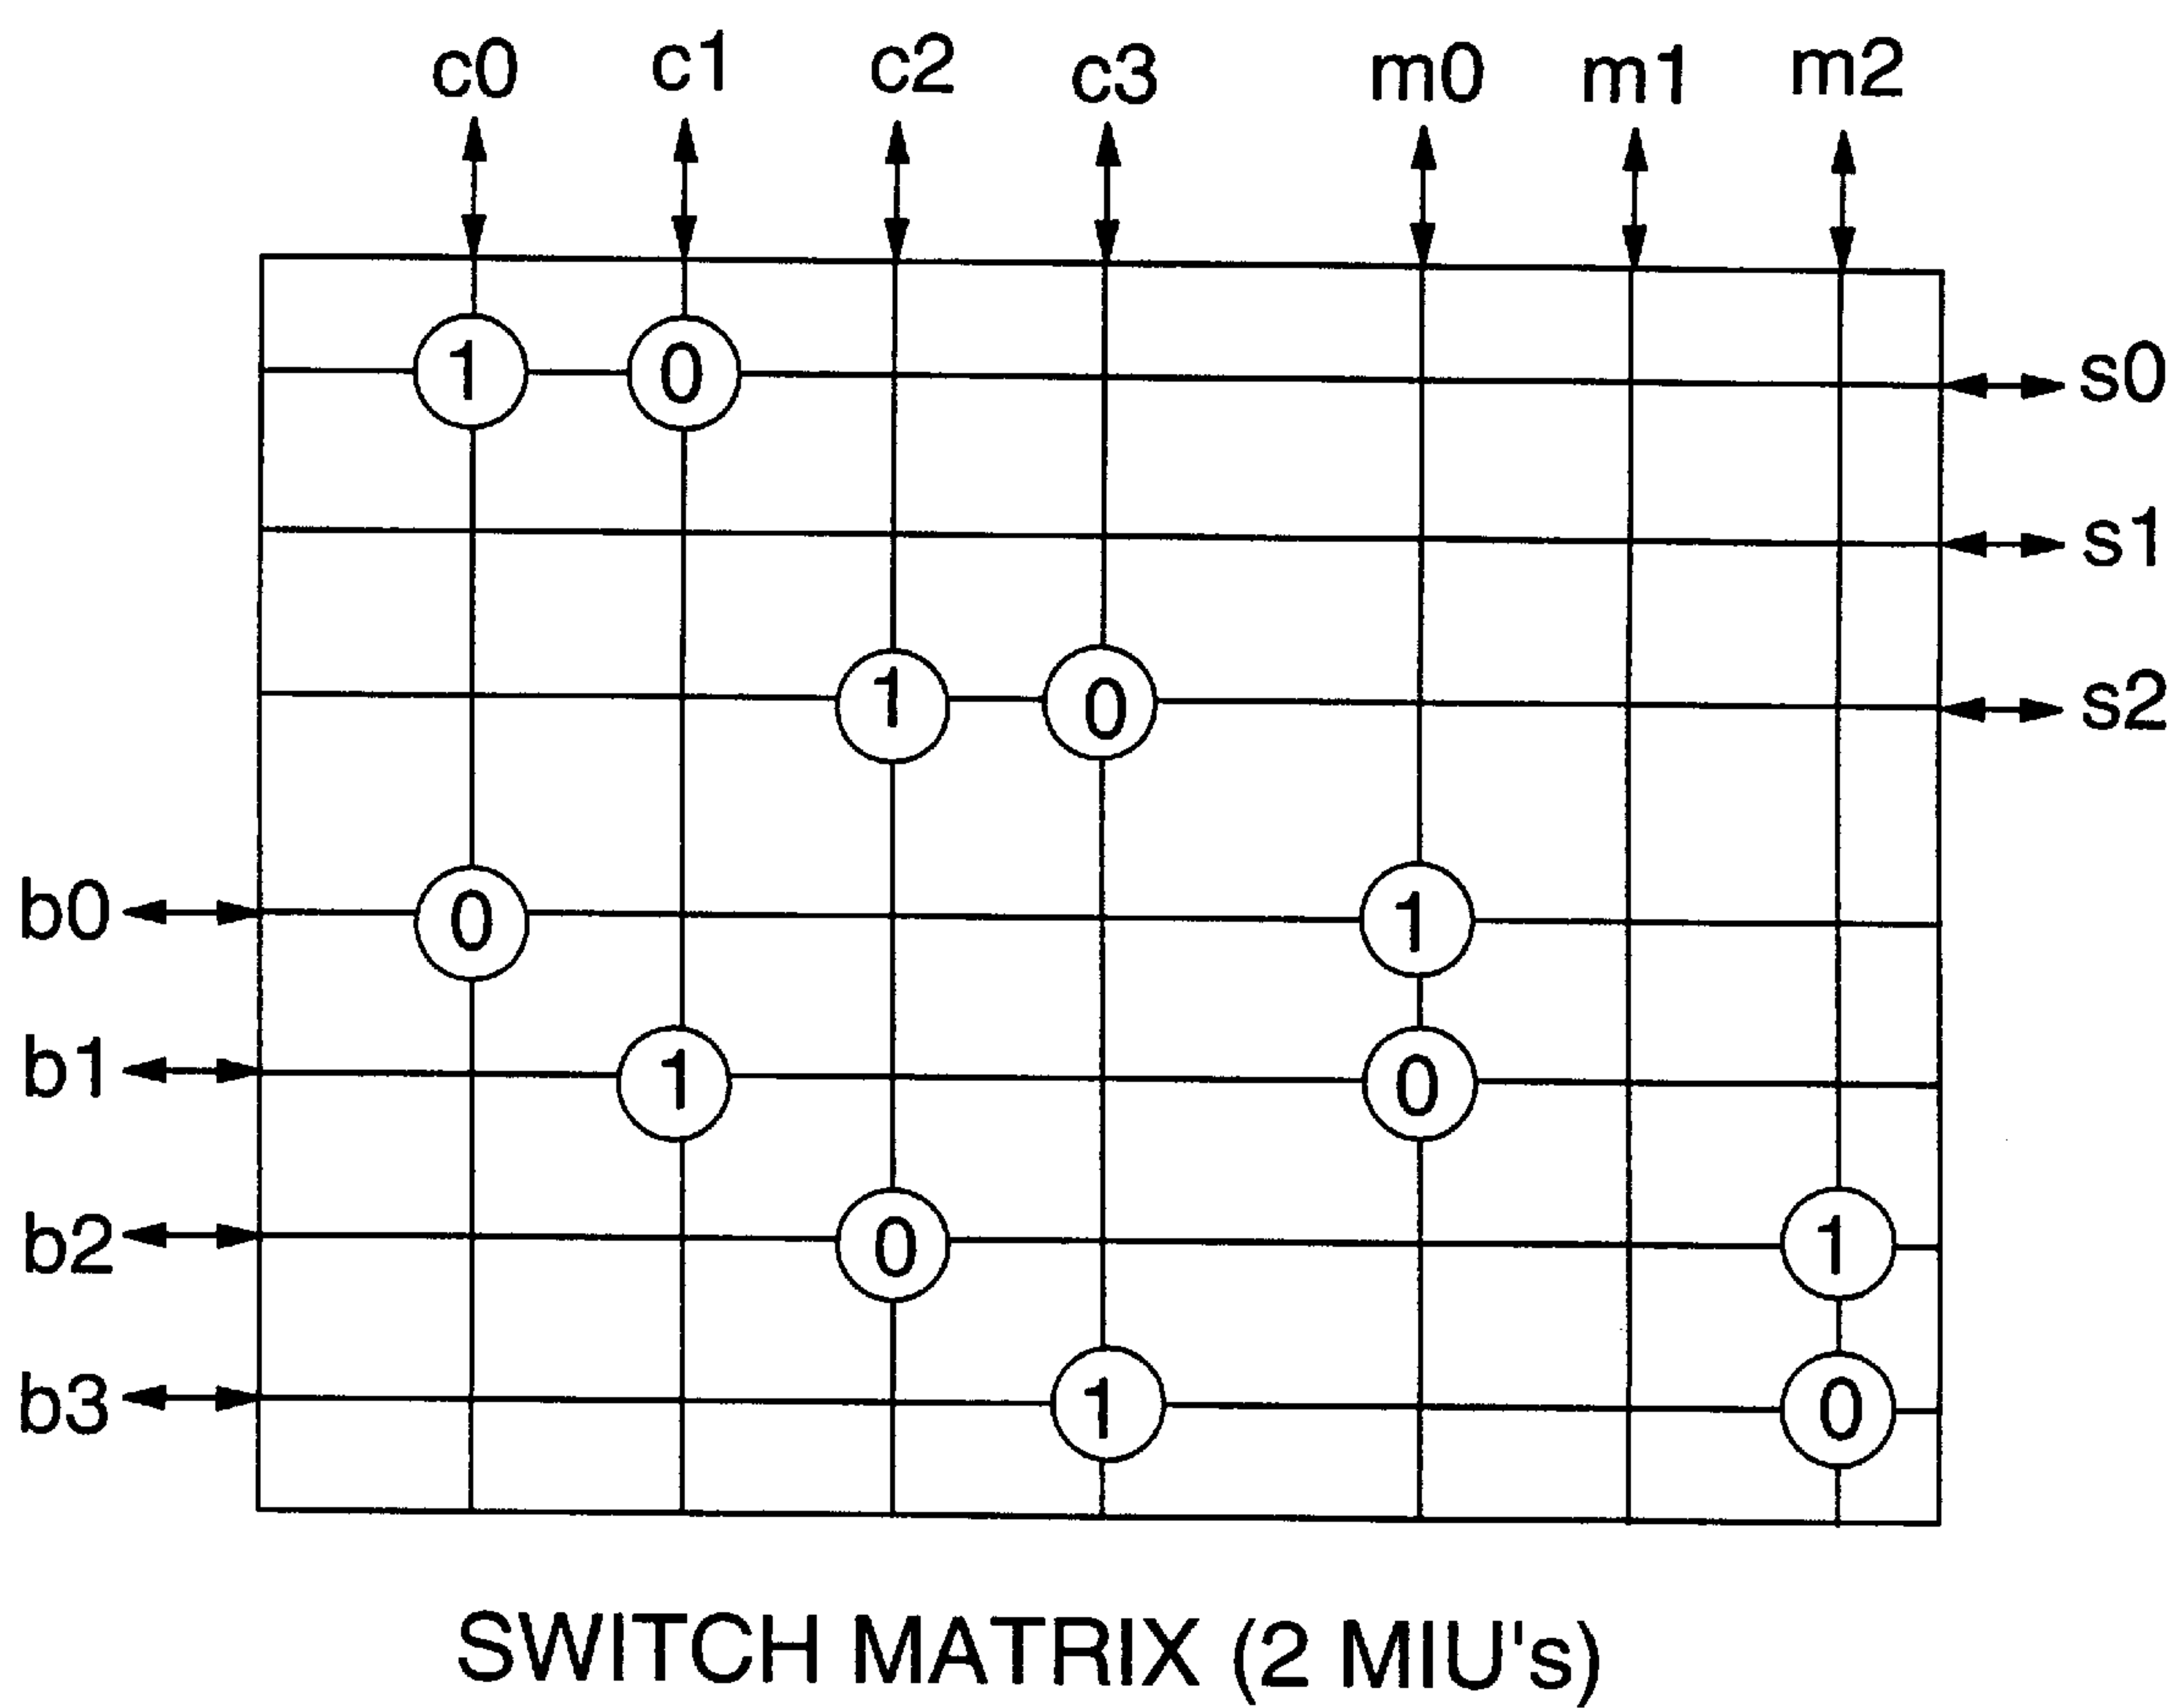 c0 c1 c2 c3 m0 m1 m2
1 0 s0
s1
1 0 s2
b0 0 1
b1 1 0
b2 0 1
b3 1 0
SWITCH MATRIX (2 MIU's)